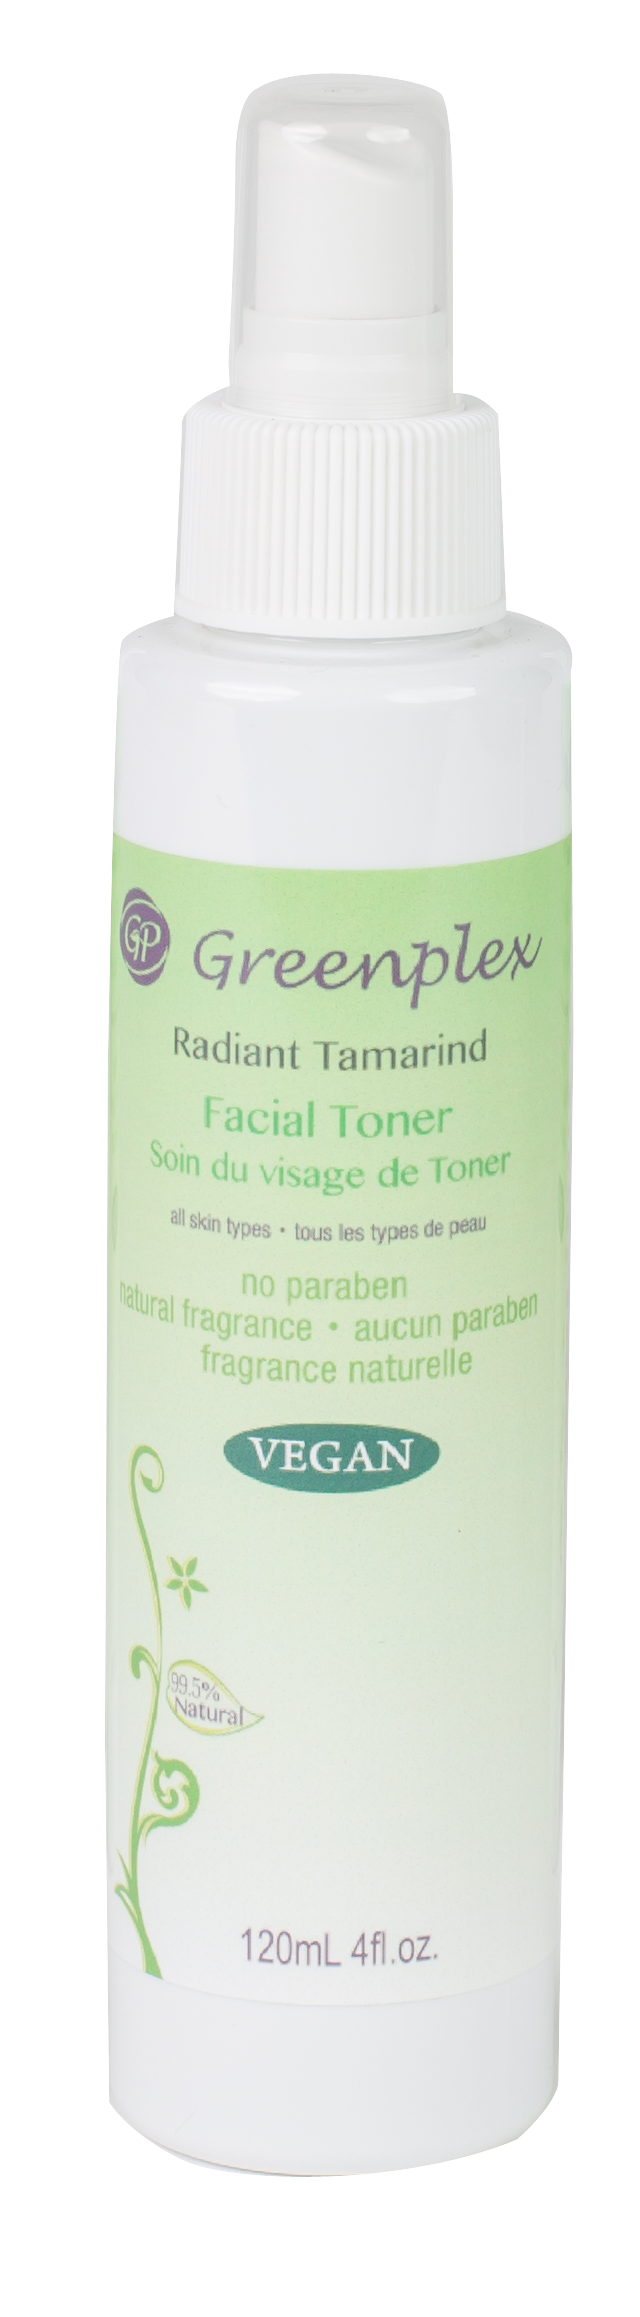 GP Greenplex
Radiant Tamarind
Facial Toner
Soin du visage de Toner
all skin types • tous les types de peau
no paraben
natural fragrance • aucun paraben
fragrance naturelle
VEGAN
99.5%
Natural
120mL 4fl.oz.